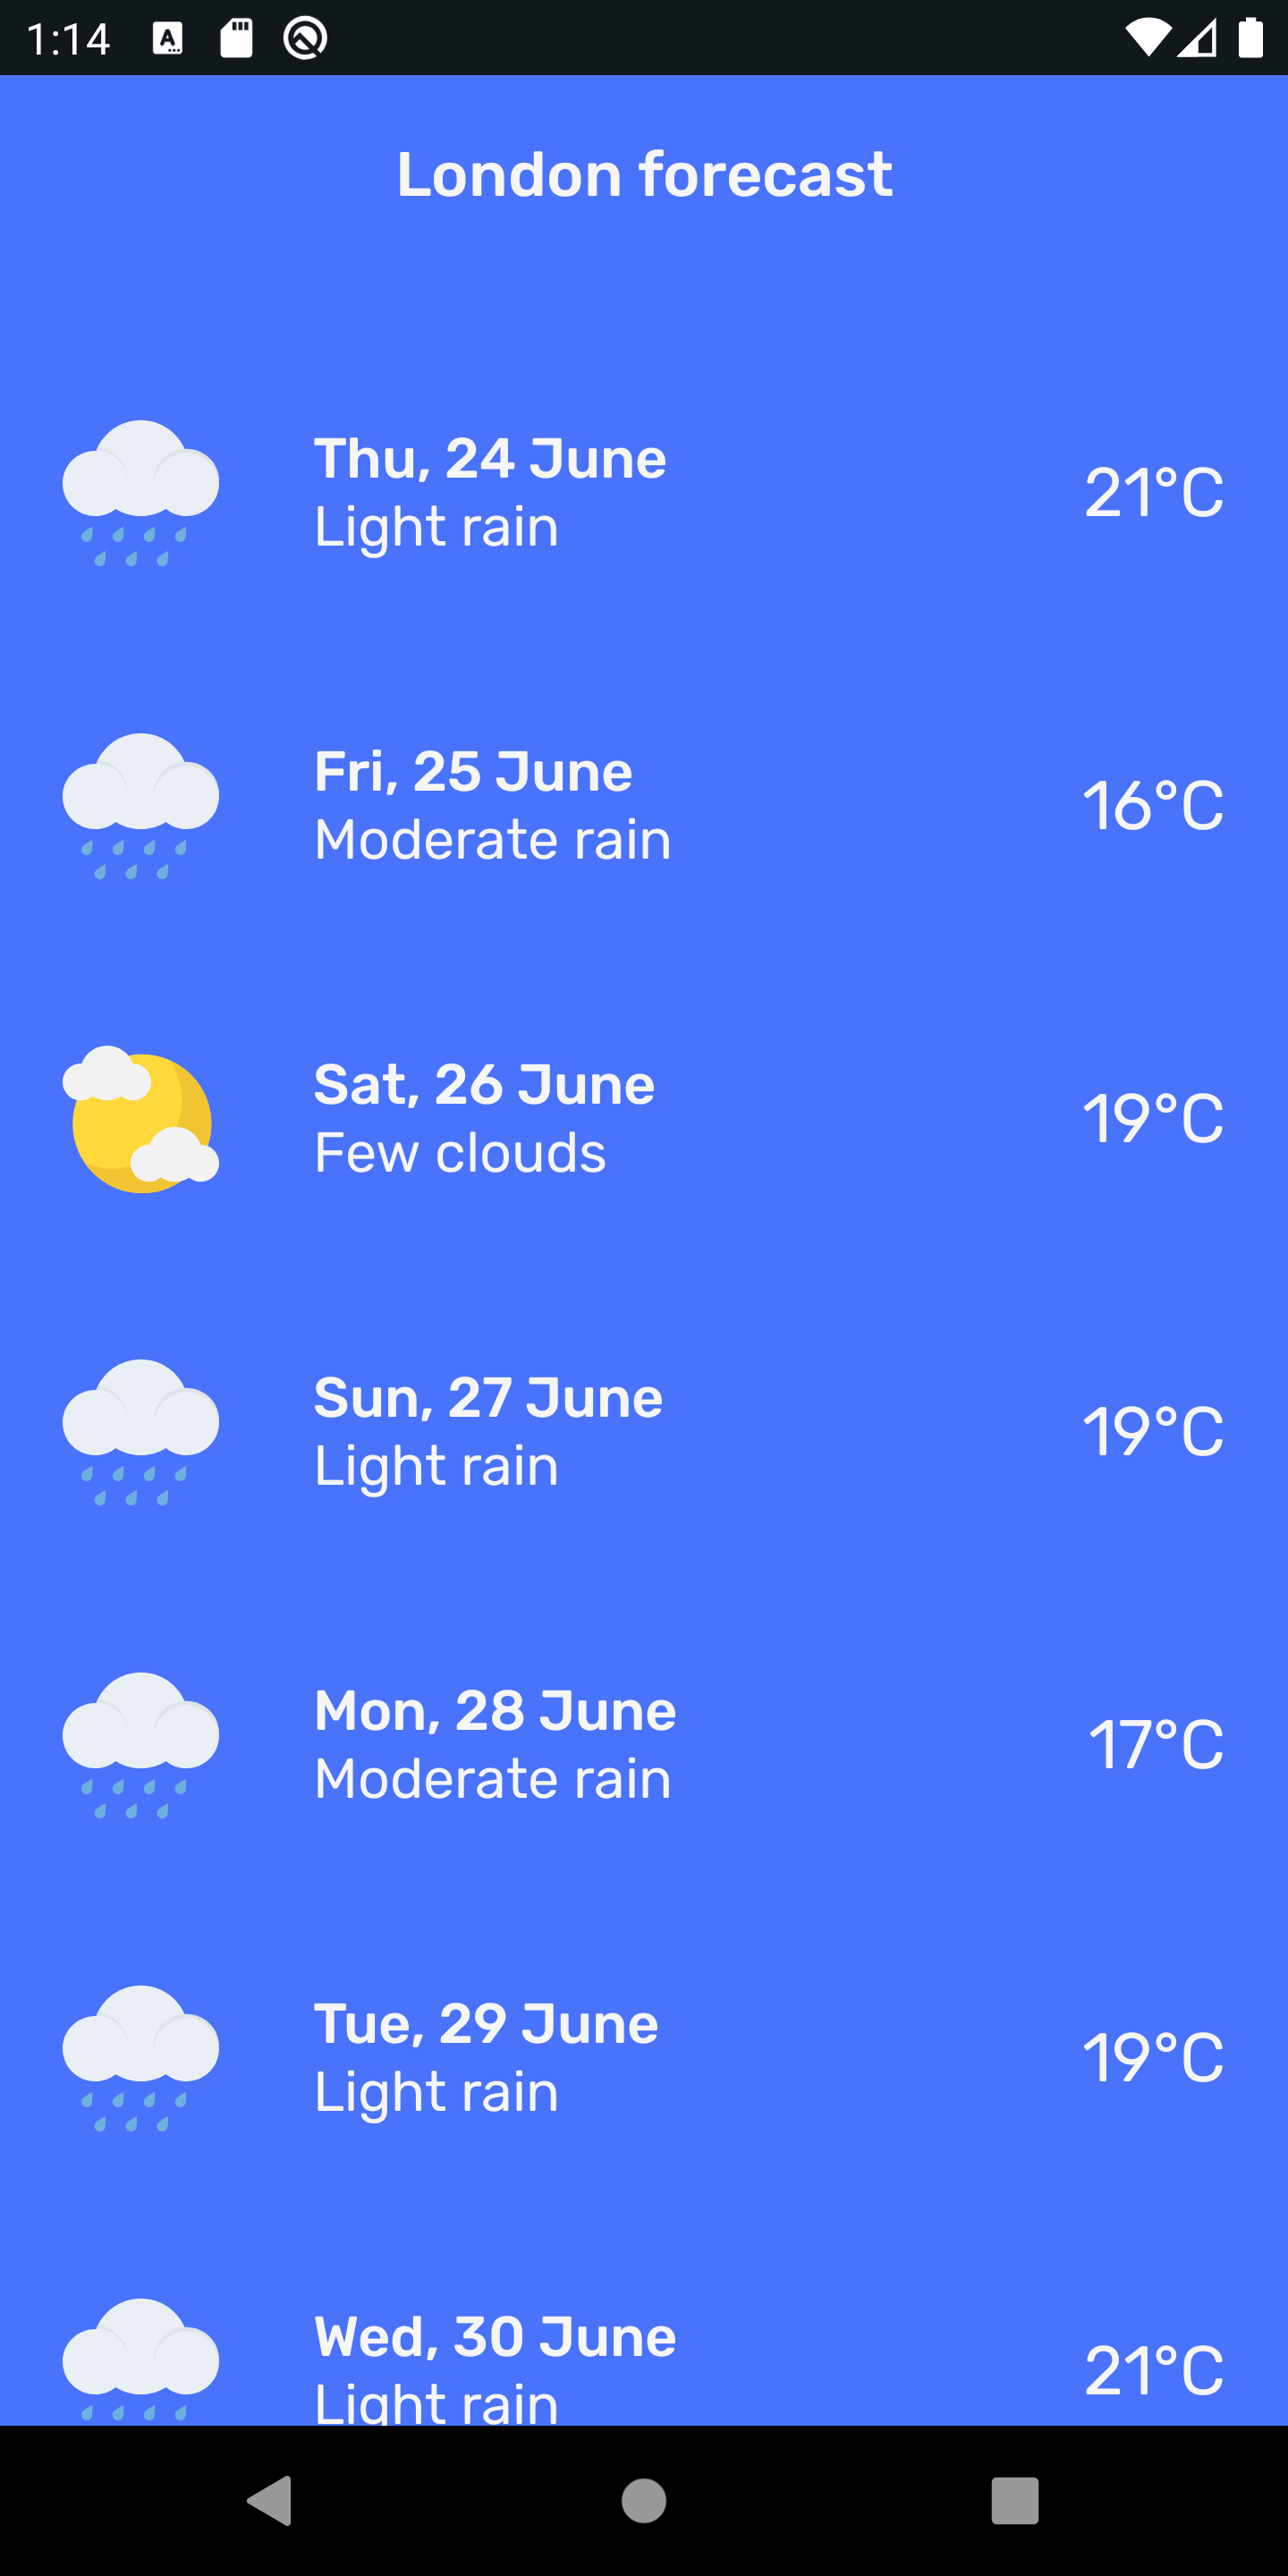 1:14
London forecast
Thu, 24 June
Light rain
21°C
Fri, 25 June
Moderate rain
16°C
Sat, 26 June
Few clouds
19°C
Sun, 27 June
Light rain
19°C
Mon, 28 June
Moderate rain
17°C
Tue, 29 June
Light rain
19°C
Wed, 30 June
Light rain
21°C